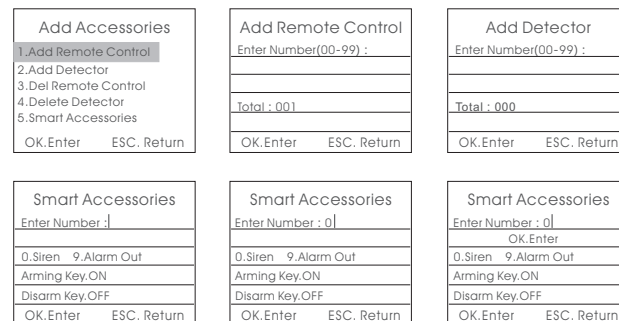 Add Accessories
1.Add Remote Control
2.Add Detector
3.Del Remote Control
4.Delete Detector
5.Smart Accessories
OK.Enter ESC. Return
Add Remote Control
Enter Number(00-99) :
Total : 001
OK.Enter ESC. Return
Add Detector
Enter Number(00-99) :
Total : 000
OK.Enter ESC. Return
Smart Accessories
Enter Number :
0.Siren 9.Alarm Out
Arming Key.ON
Disarm Key.OFF
OK.Enter ESC. Return
Smart Accessories
Enter Number : 0
0.Siren 9.Alarm Out
Arming Key.ON
Disarm Key.OFF
OK.Enter ESC. Return
Smart Accessories
Enter Number : 0
OK.Enter
0.Siren 9.Alarm Out
Arming Key.ON
Disarm Key.OFF
OK.Enter ESC. Return